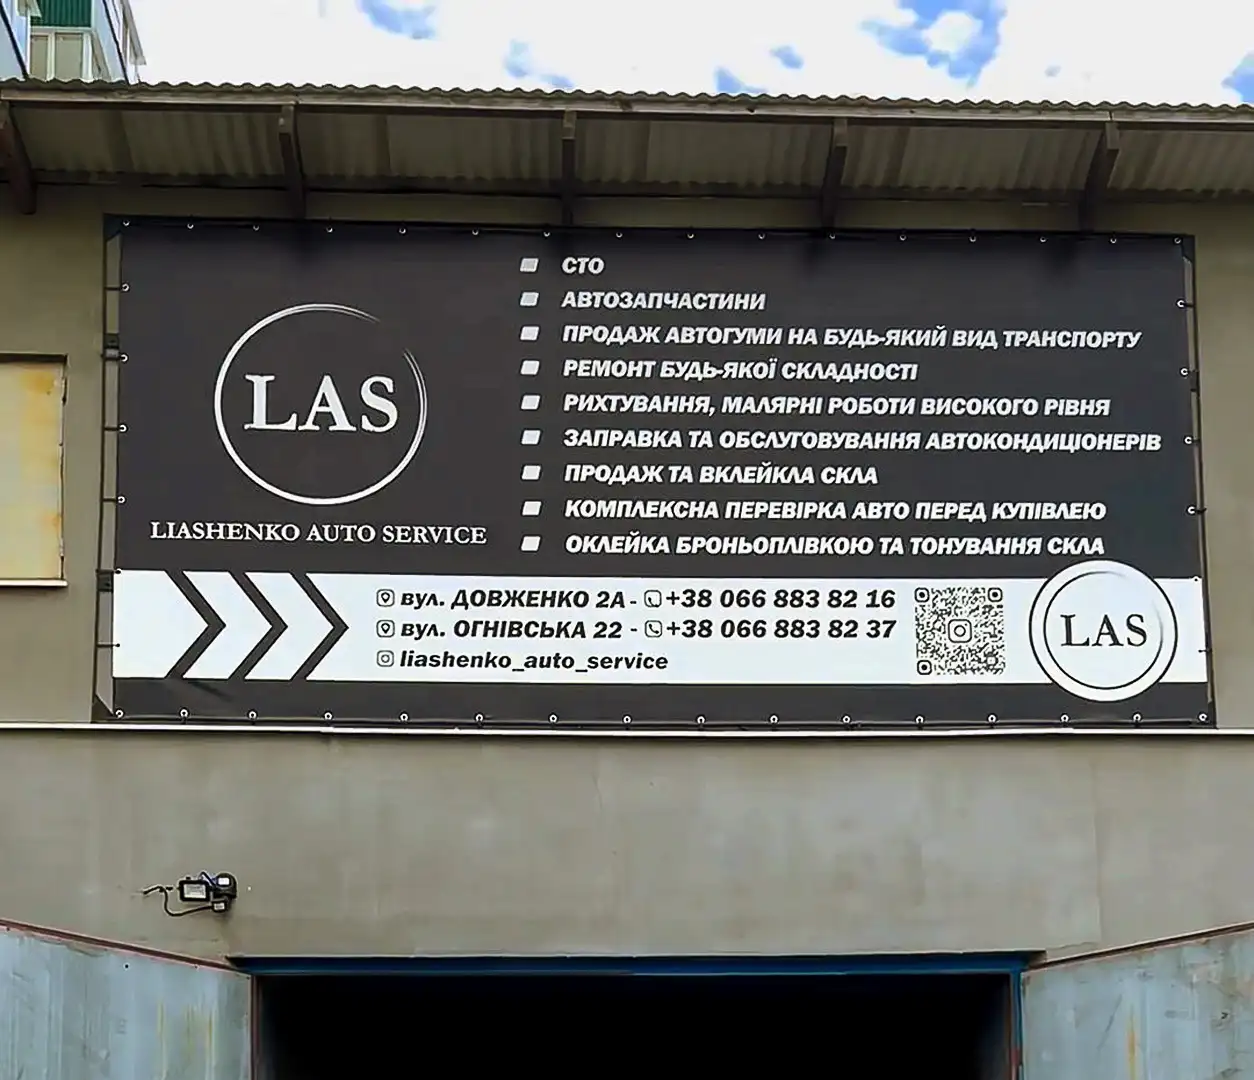 LAS
LIASHENKO AUTO SERVICE
СТО
АВТОЗАПЧАСТИНИ
ПРОДАЖ АВТОГУМИ НА БУДЬ-ЯКИЙ ВИД ТРАНСПОРТУ
РЕМОНТ БУДЬ-ЯКОЇ СКЛАДНОСТІ
РИХТУВАННЯ, МАЛЯРНІ РОБОТИ ВИСОКОГО РІВНЯ
ЗАПРАВКА ТА ОБСЛУГОВУВАННЯ АВТОКОНДИЦІОНЕРІВ
ПРОДАЖ ТА ВКЛЕЙКЛА СКЛА
КОМПЛЕКСНА ПЕРЕВІРКА АВТО ПЕРЕД КУПІВЛЕЮ
ОКЛЕЙКА БРОНЬОПЛІВКОЮ ТА ТОНУВАННЯ СКЛА
вул. ДОВЖЕНКО 2А - +38 066 883 82 16
вул. ОГНІВСЬКА 22 - +38 066 883 82 37
liashenko_auto_service
LAS